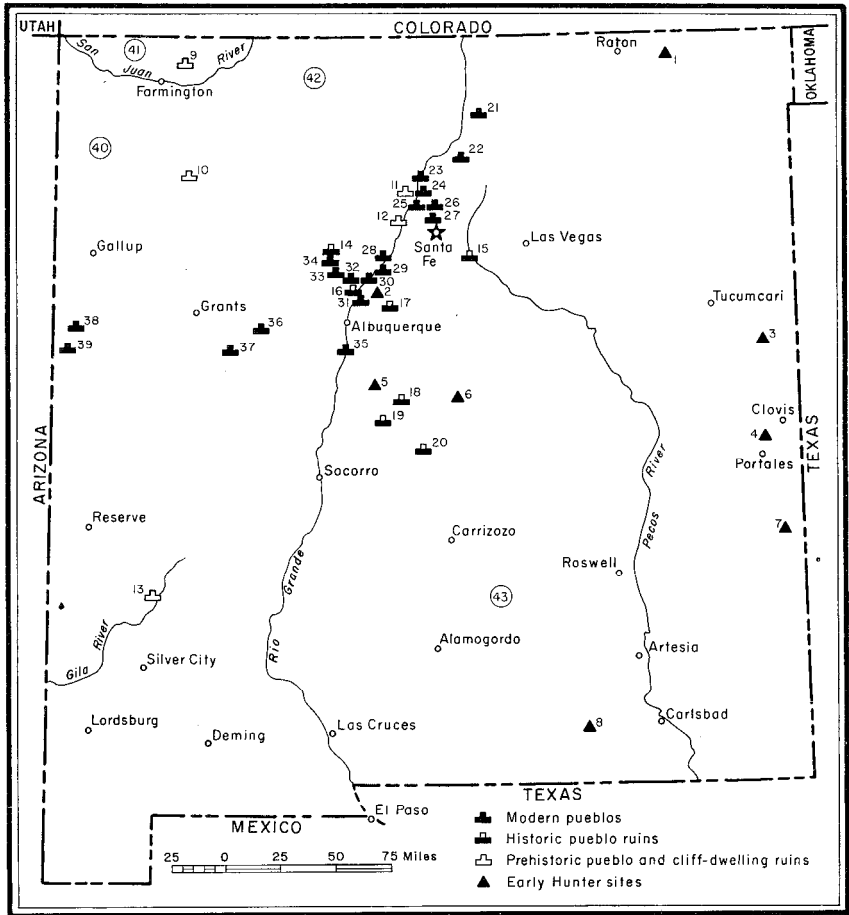 UTAH
COLORADO
OKLAHOMA
41
9
San
Juan
River
Farmington
42
Raton
1
21
40
10
22
23
11
24
25
26
12
27
Santa
Fe
Las Vegas
Gallup
14
28
15
34
33
32
29
30
16
2
31
17
Grants
Albuquerque
Tucumcari
38
36
3
39
37
35
5
18
6
19
Clovis
4
20
Portales
ARIZONA
TEXAS
Socorro
River
Pecos
Reserve
Carrizozo
7
Roswell
13
Grande
Rio
43
River
Gila
Silver City
Alamogordo
Artesia
Lordsburg
Deming
Las Cruces
8
Carlsbad
TEXAS
El Paso
MEXICO
Modern pueblos
Historic pueblo ruins
Prehistoric pueblo and cliff-dwelling ruins
Early Hunter sites
25 0 25 50 75 Miles